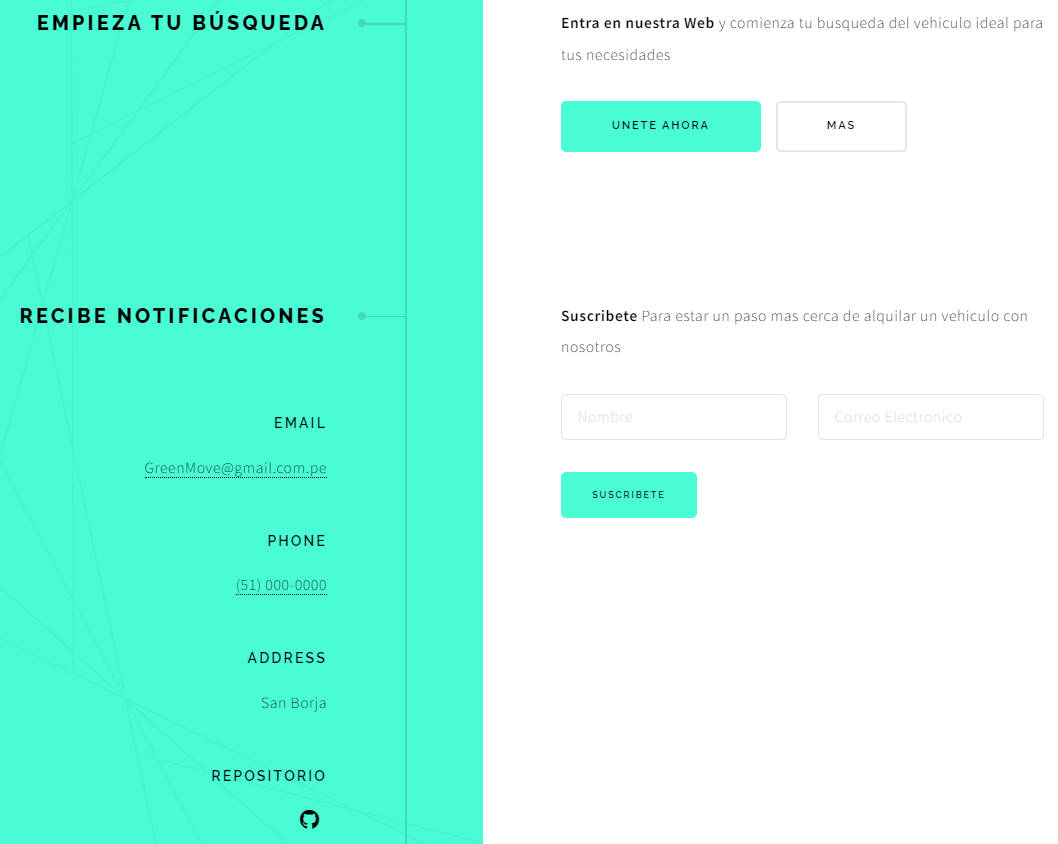 EMPIEZA TU BÚSQUEDA
Entra en nuestra Web y comienza tu busqueda del vehiculo ideal para
tus necesidades
UNETE AHORA
MAS
RECIBE NOTIFICACIONES
Suscribete Para estar un paso mas cerca de alquilar un vehiculo con
nosotros
Nombre
Correo Electronico
SUSCRIBETE
EMAIL
GreenMove@gmail.com.pe
PHONE
(51) 000-0000
ADDRESS
San Borja
REPOSITORIO